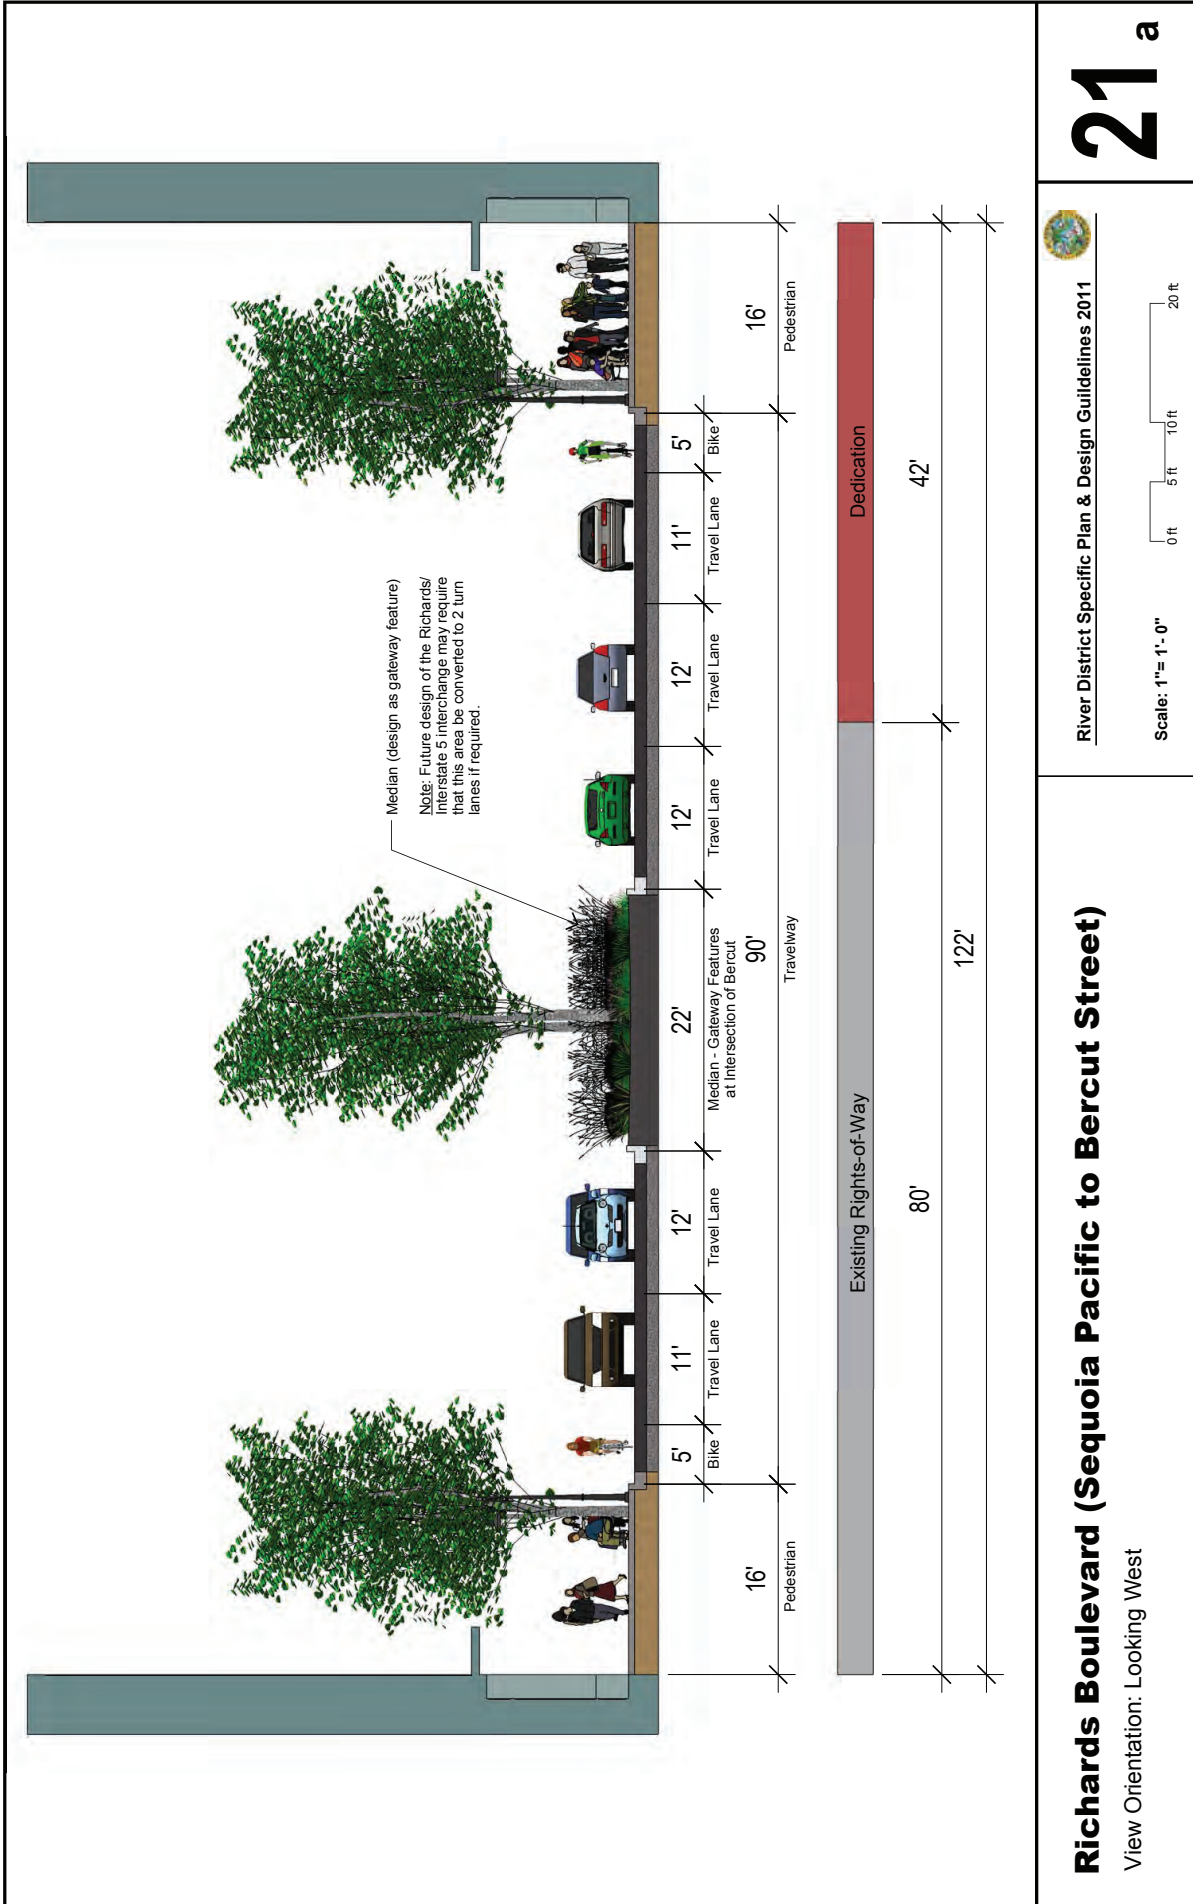 Median (design as gateway feature)
Note: Future design of the Richards/
Interstate 5 interchange may require
that this area be converted to 2 turn
lanes if required.
5'
11'
12'
22'
12'
12'
11'
5'
Bike
Travel Lane
Travel Lane
Median - Gateway Features
at Intersection of Bercut
Travel Lane
Travel Lane
Travel Lane
Bike
16'
90'
16'
Pedestrian
Travelway
Pedestrian
Existing Rights-of-Way
Dedication
80'
42'
122'
Richards Boulevard (Sequoia Pacific to Bercut Street)
View Orientation: Looking West
River District Specific Plan & Design Guidelines 2011
Scale: 1"= 1'- 0"
0 ft
5 ft
10 ft
20 ft
21 a